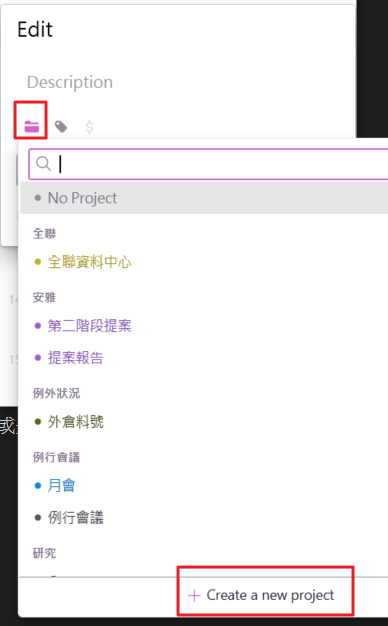 Edit
Description
$
No Project
全聯
全聯資料中心
安雅
第二階段提案
提案報告
例外狀況
外倉料號
例行會議
月會
例行會議
研究
+ Create a new project